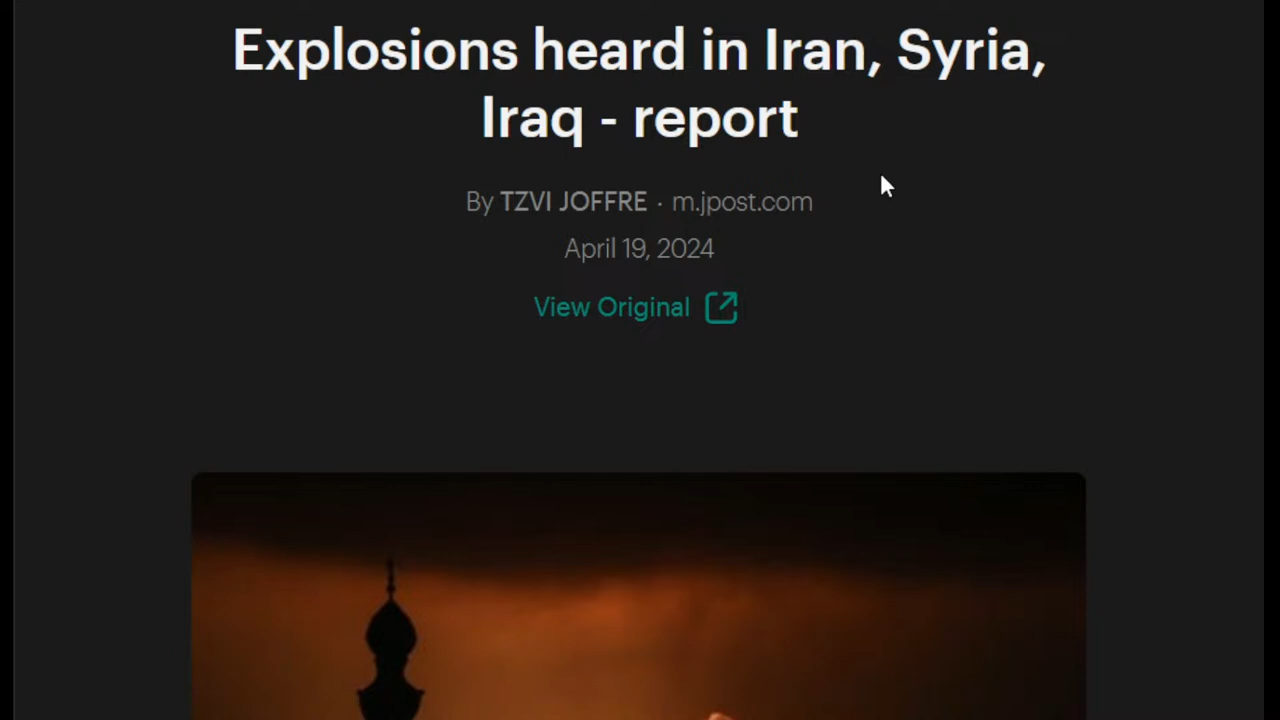 Explosions heard in Iran, Syria,
Iraq - report
By TZVI JOFFRE · m.jpost.com
April 19, 2024
View Original